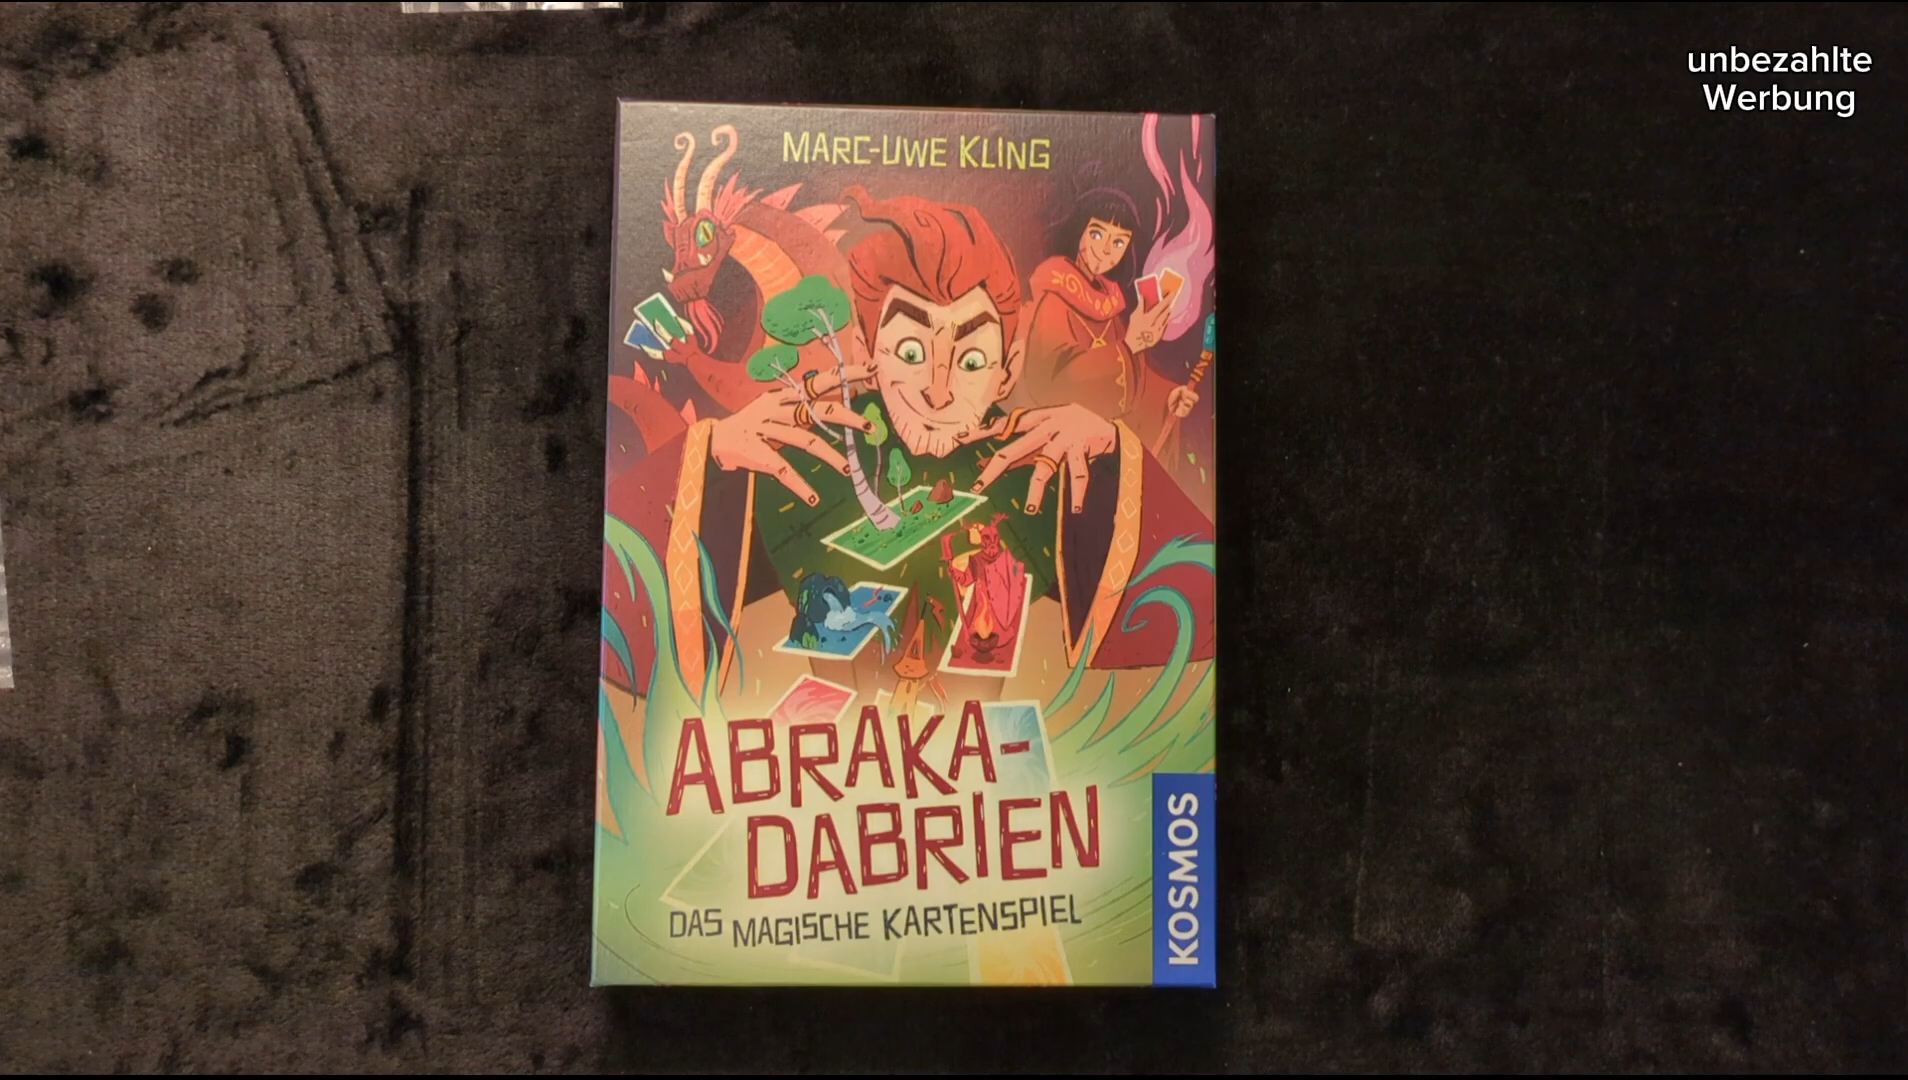 unbezahlte
Werbung
MARC-UWE KLING
ABRAKA-
DABRIEN
DAS MAGISCHE KARTENSPIEL
KOSMOS